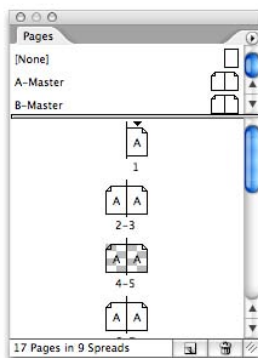 Pages
[None]
A-Master
B-Master
A
1
A A
2-3
A A
4-5
A A
17 Pages in 9 Spreads